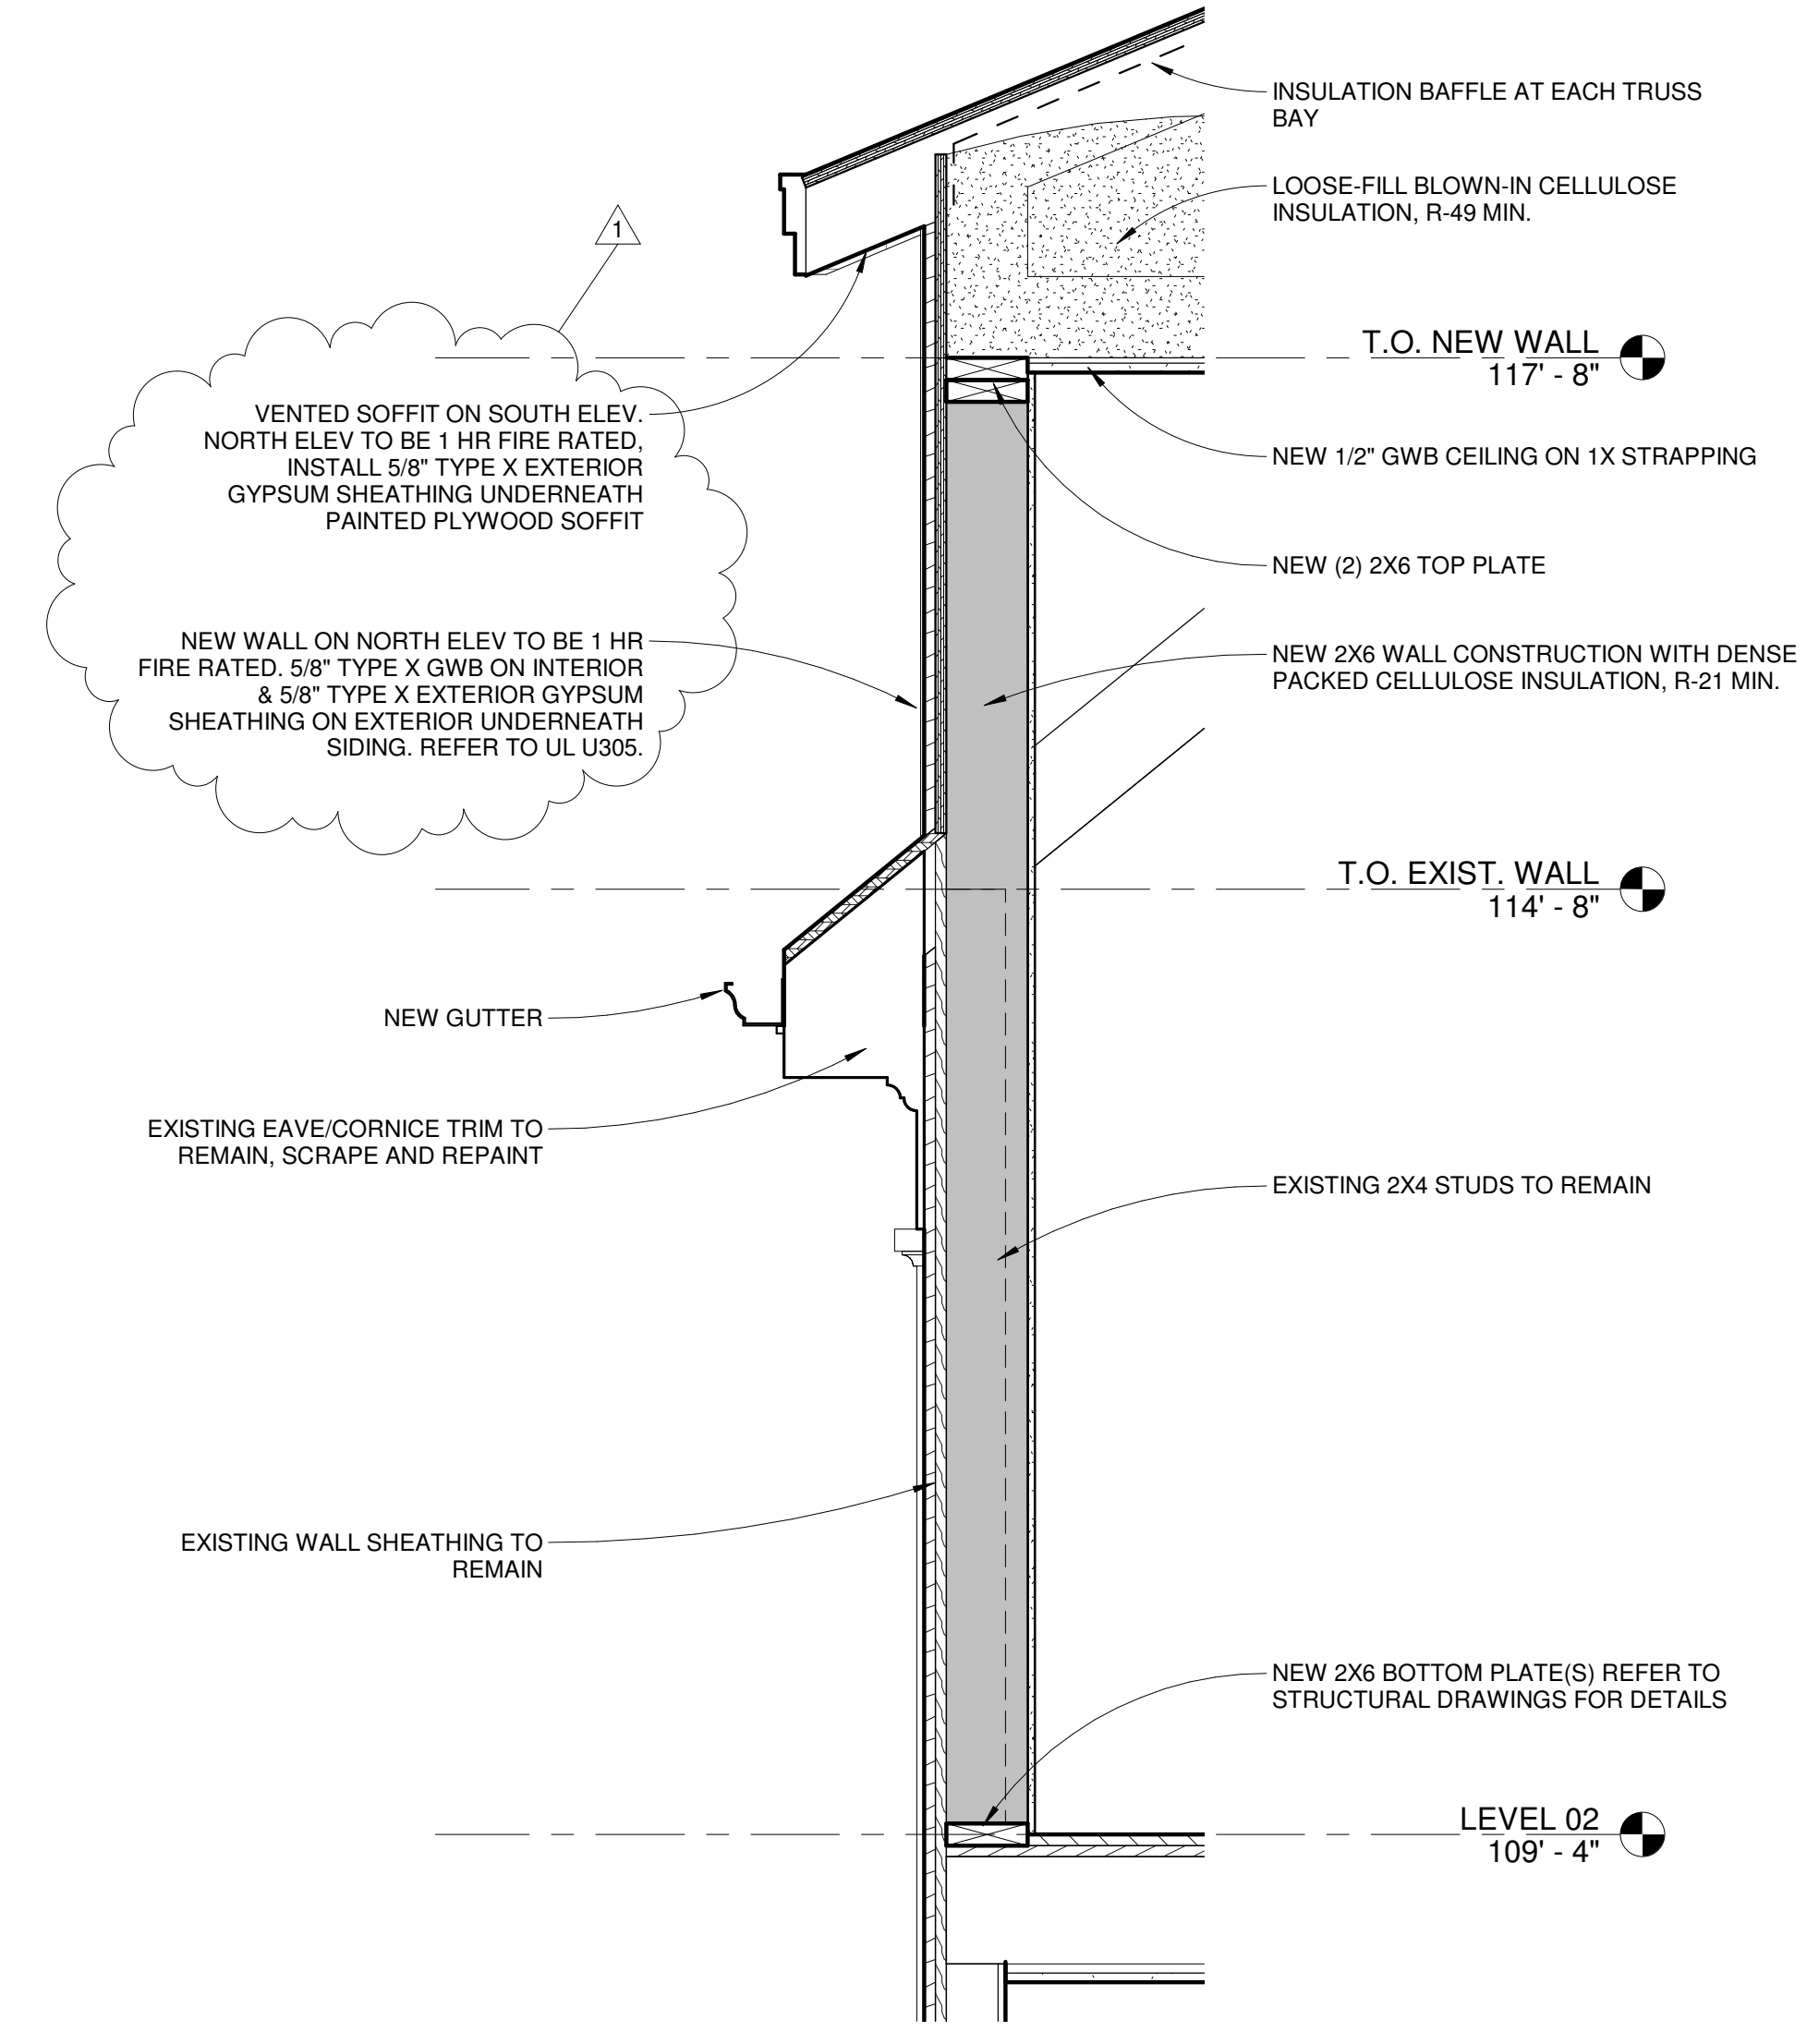 INSULATION BAFFLE AT EACH TRUSS
BAY
LOOSE-FILL BLOWN-IN CELLULOSE
INSULATION, R-49 MIN.
1
T.O. NEW WALL
117' - 8"
VENTED SOFFIT ON SOUTH ELEV.
NORTH ELEV TO BE 1 HR FIRE RATED,
INSTALL 5/8" TYPE X EXTERIOR
GYPSUM SHEATHING UNDERNEATH
PAINTED PLYWOOD SOFFIT
NEW 1/2" GWB CEILING ON 1X STRAPPING
NEW (2) 2X6 TOP PLATE
NEW WALL ON NORTH ELEV TO BE 1 HR
FIRE RATED. 5/8" TYPE X GWB ON INTERIOR
& 5/8" TYPE X EXTERIOR GYPSUM
SHEATHING ON EXTERIOR UNDERNEATH
SIDING. REFER TO UL U305.
NEW 2X6 WALL CONSTRUCTION WITH DENSE
PACKED CELLULOSE INSULATION, R-21 MIN.
T.O. EXIST. WALL
114' - 8"
NEW GUTTER
EXISTING EAVE/CORNICE TRIM TO
REMAIN, SCRAPE AND REPAINT
EXISTING 2X4 STUDS TO REMAIN
EXISTING WALL SHEATHING TO
REMAIN
NEW 2X6 BOTTOM PLATE(S) REFER TO
STRUCTURAL DRAWINGS FOR DETAILS
LEVEL 02
109' - 4"